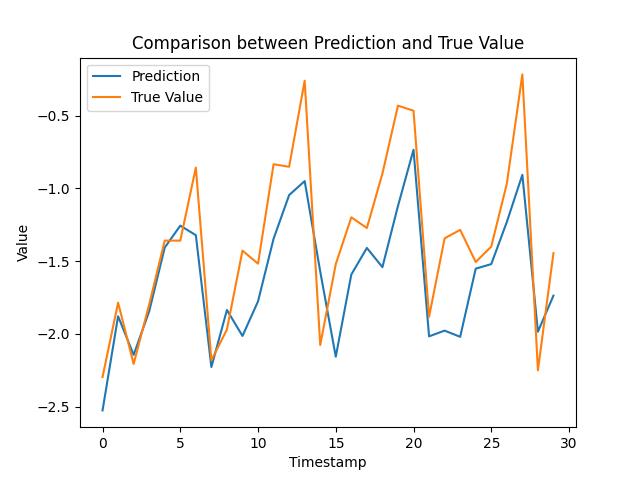 Comparison between Prediction and True Value
Prediction
True Value
−0.5
−1.0
−1.5
−2.0
−2.5
Value
0 5 10 15 20 25 30
Timestamp